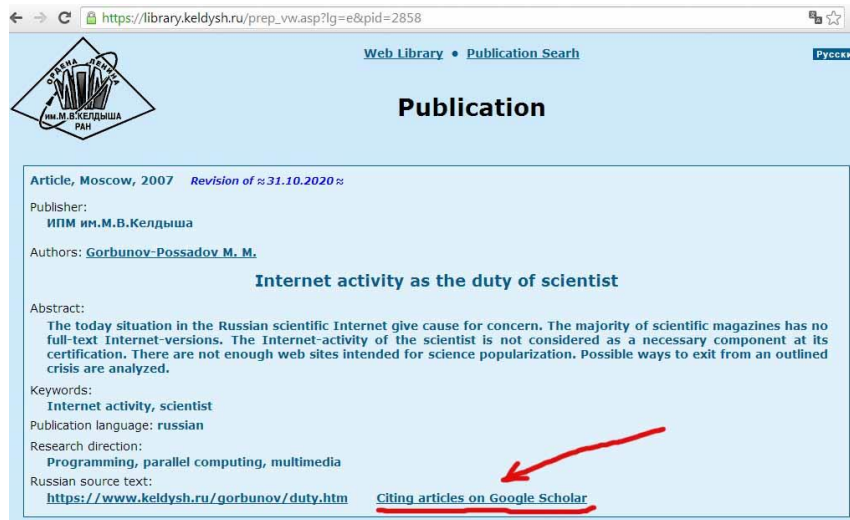 https://library.keldysh.ru/prep_vw.asp?lg=e&pid=2858
Web Library • Publication Searh
Русски
ОРДЕНА ЛЕНИНА
им.М.В.КЕЛДЫША
РАН
Publication
Article, Moscow, 2007 Revision of ≈31.10.2020≈
Publisher:
ИПМ им.М.В.Келдыша
Authors: Gorbunov-Possadov M. M.
Internet activity as the duty of scientist
Abstract:
The today situation in the Russian scientific Internet give cause for concern. The majority of scientific magazines has no
full-text Internet-versions. The Internet-activity of the scientist is not considered as a necessary component at its
certification. There are not enough web sites intended for science popularization. Possible ways to exit from an outlined
crisis are analyzed.
Keywords:
Internet activity, scientist
Publication language: russian
Research direction:
Programming, parallel computing, multimedia
Russian source text:
https://www.keldysh.ru/gorbunov/duty.htm Citing articles on Google Scholar